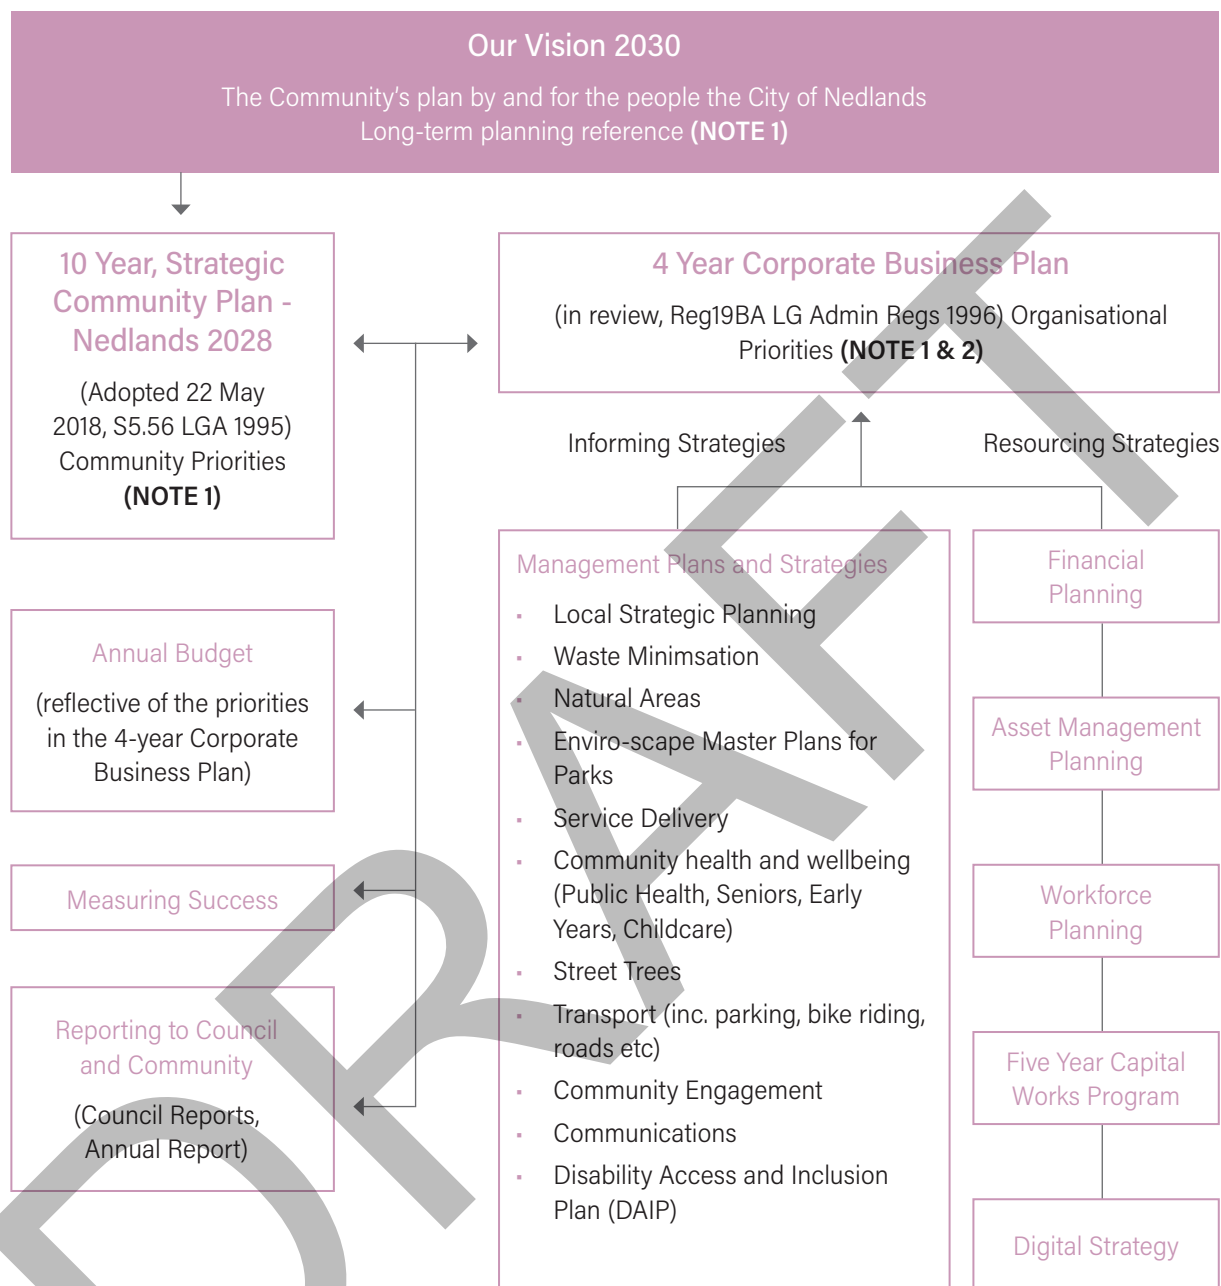 Our Vision 2030
The Community's plan by and for the people the City of Nedlands
Long-term planning reference (NOTE 1)
10 Year, Strategic
Community Plan -
Nedlands 2028
(Adopted 22 May
2018, S5.56 LGA 1995)
Community Priorities
(NOTE 1)
4 Year Corporate Business Plan
(in review, Reg19BA LG Admin Regs 1996) Organisational
Priorities (NOTE 1 & 2)
Informing Strategies
Resourcing Strategies
Annual Budget
(reflective of the priorities
in the 4-year Corporate
Business Plan)
Measuring Success
Reporting to Council
and Community
(Council Reports,
Annual Report)
Management Plans and Strategies
▪ Local Strategic Planning
▪ Waste Minimsation
▪ Natural Areas
▪ Enviro-scape Master Plans for
Parks
▪ Service Delivery
▪ Community health and wellbeing
(Public Health, Seniors, Early
Years, Childcare)
▪ Street Trees
▪ Transport (inc. parking, bike riding,
roads etc)
▪ Community Engagement
▪ Communications
▪ Disability Access and Inclusion
Plan (DAIP)
Financial
Planning
Asset Management
Planning
Workforce
Planning
Five Year Capital
Works Program
Digital Strategy
DRAFT